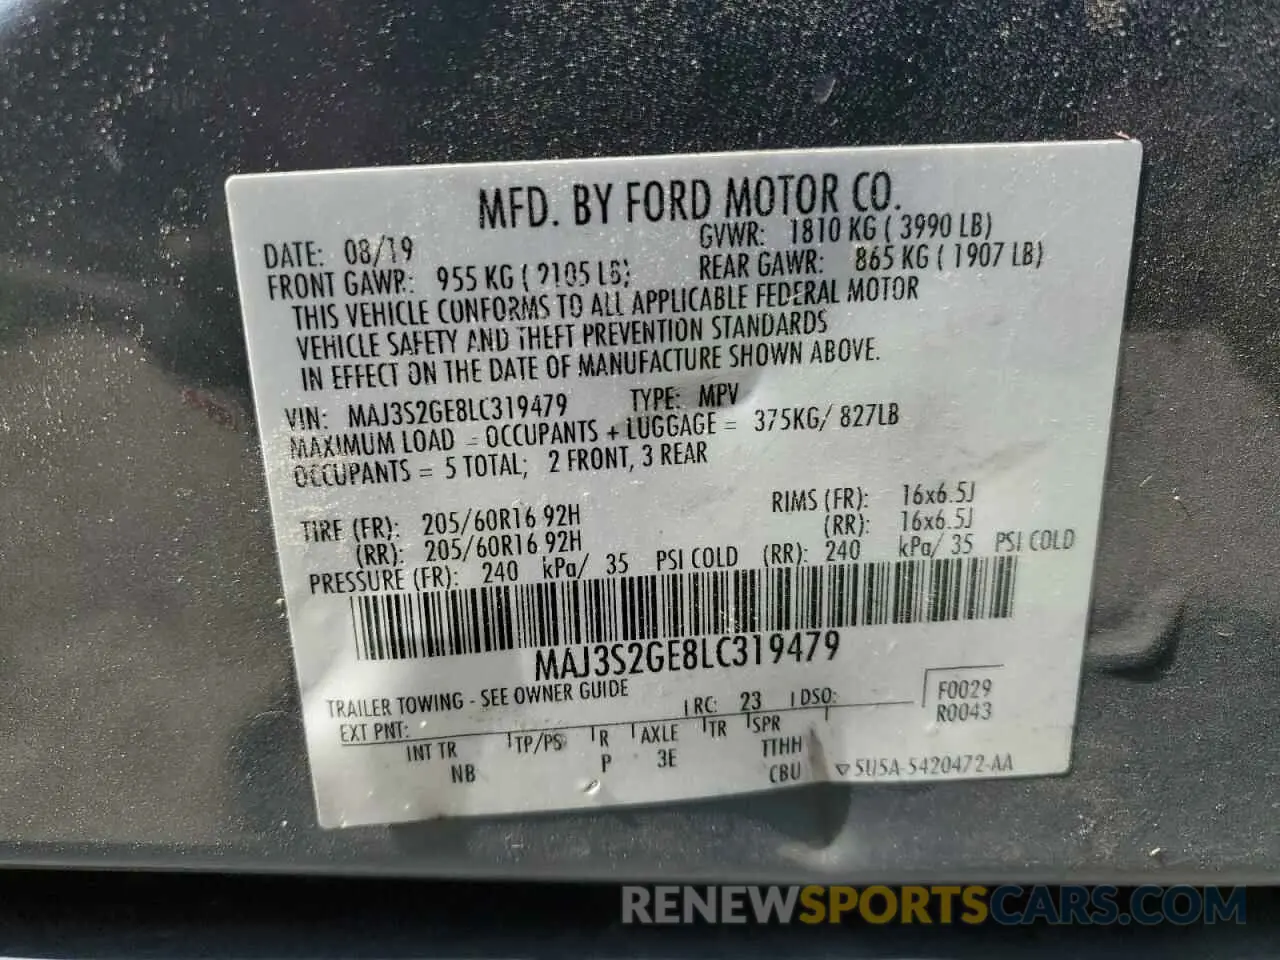 MFD. BY FORD MOTOR CO.
DATE: 08/19 GVWR: 1810 KG ( 3990 LB)
FRONT GAWR: 955 KG ( 2105 LB) REAR GAWR: 865 KG ( 1907 LB)
THIS VEHICLE CONFORMS TO ALL APPLICABLE FEDERAL MOTOR
VEHICLE SAFETY AND THEFT PREVENTION STANDARDS
IN EFFECT ON THE DATE OF MANUFACTURE SHOWN ABOVE.
VIN: MAJ3S2GE8LC319479 TYPE: MPV
MAXIMUM LOAD = OCCUPANTS + LUGGAGE = 375KG/ 827LB
OCCUPANTS = 5 TOTAL; 2 FRONT, 3 REAR
TIRE (FR): 205/60R16 92H RIMS (FR): 16x6.5J
(RR): 205/60R16 92H (RR): 16x6.5J
PRESSURE (FR): 240 kPa/ 35 PSI COLD (RR): 240 kPa/ 35 PSI COLD
MAJ3S2GE8LC319479
TRAILER TOWING - SEE OWNER GUIDE
EXT PNT: RC: 23 DSO: F0029
R0043
INT TR TP/PS R AXLE TR SPR
NB P 3E TTHH
CBU ▽5U5A-5420472-AA
RENEWSPORTSCARS.COM